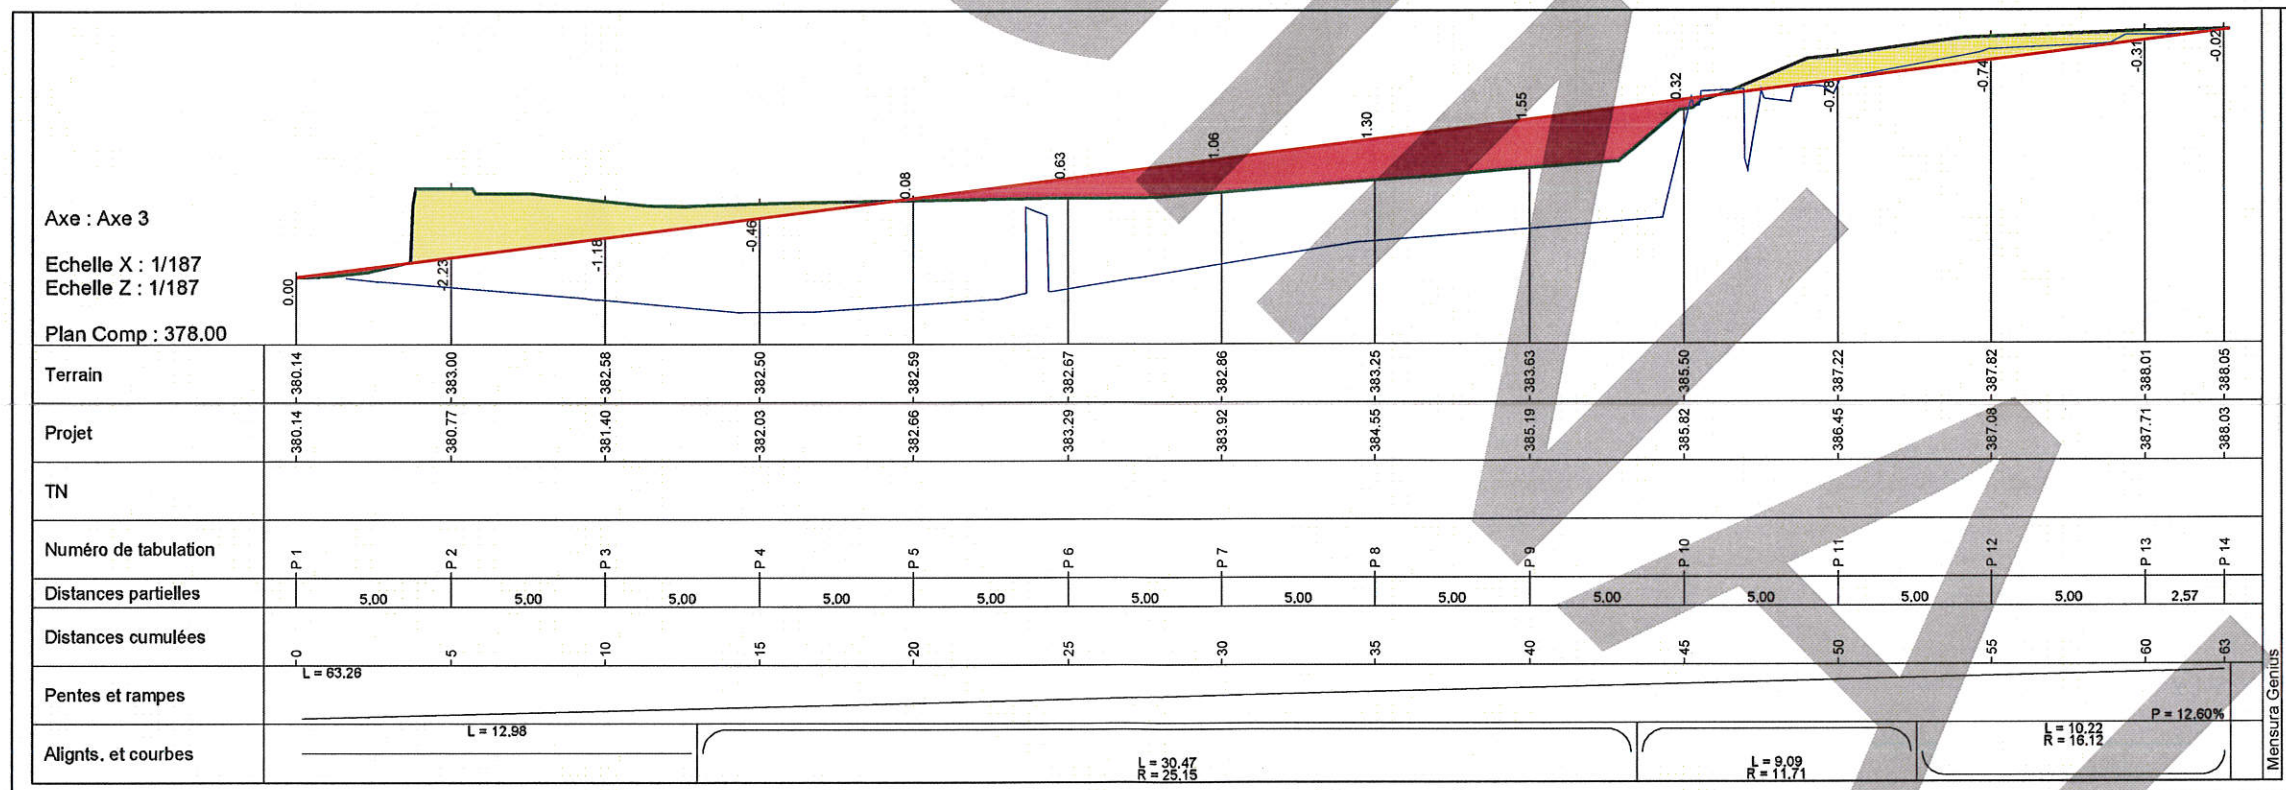 0.00 -2.23 -1.18 -0.46 0.08 0.63 1.06 1.30 1.55 0.32 -0.78 -0.74 -0.31 -0.02
Axe : Axe 3
Echelle X : 1/187
Echelle Z : 1/187
Plan Comp : 378.00
Terrain 380.14 383.00 382.58 382.50 382.59 382.67 382.86 383.25 383.63 385.50 387.22 387.82 388.01 388.05
Projet 380.14 380.77 381.40 382.03 382.66 383.29 383.92 384.55 385.19 385.82 386.45 387.08 387.71 388.03
TN
Numéro de tabulation P 1 P 2 P 3 P 4 P 5 P 6 P 7 P 8 P 9 P 10 P 11 P 12 P 13 P 14
Distances partielles 5,00 5,00 5,00 5,00 5,00 5,00 5,00 5,00 5,00 5,00 5,00 5,00 2.57
Distances cumulées 0 5 10 15 20 25 30 35 40 45 50 55 60 63
Pentes et rampes L = 63.26 P = 12.60%
Alignts. et courbes L = 12.98
L = 30.47
R = 25.15
L = 9.09
R = 11.71
L = 10.22
R = 16.12
Mensura Genius